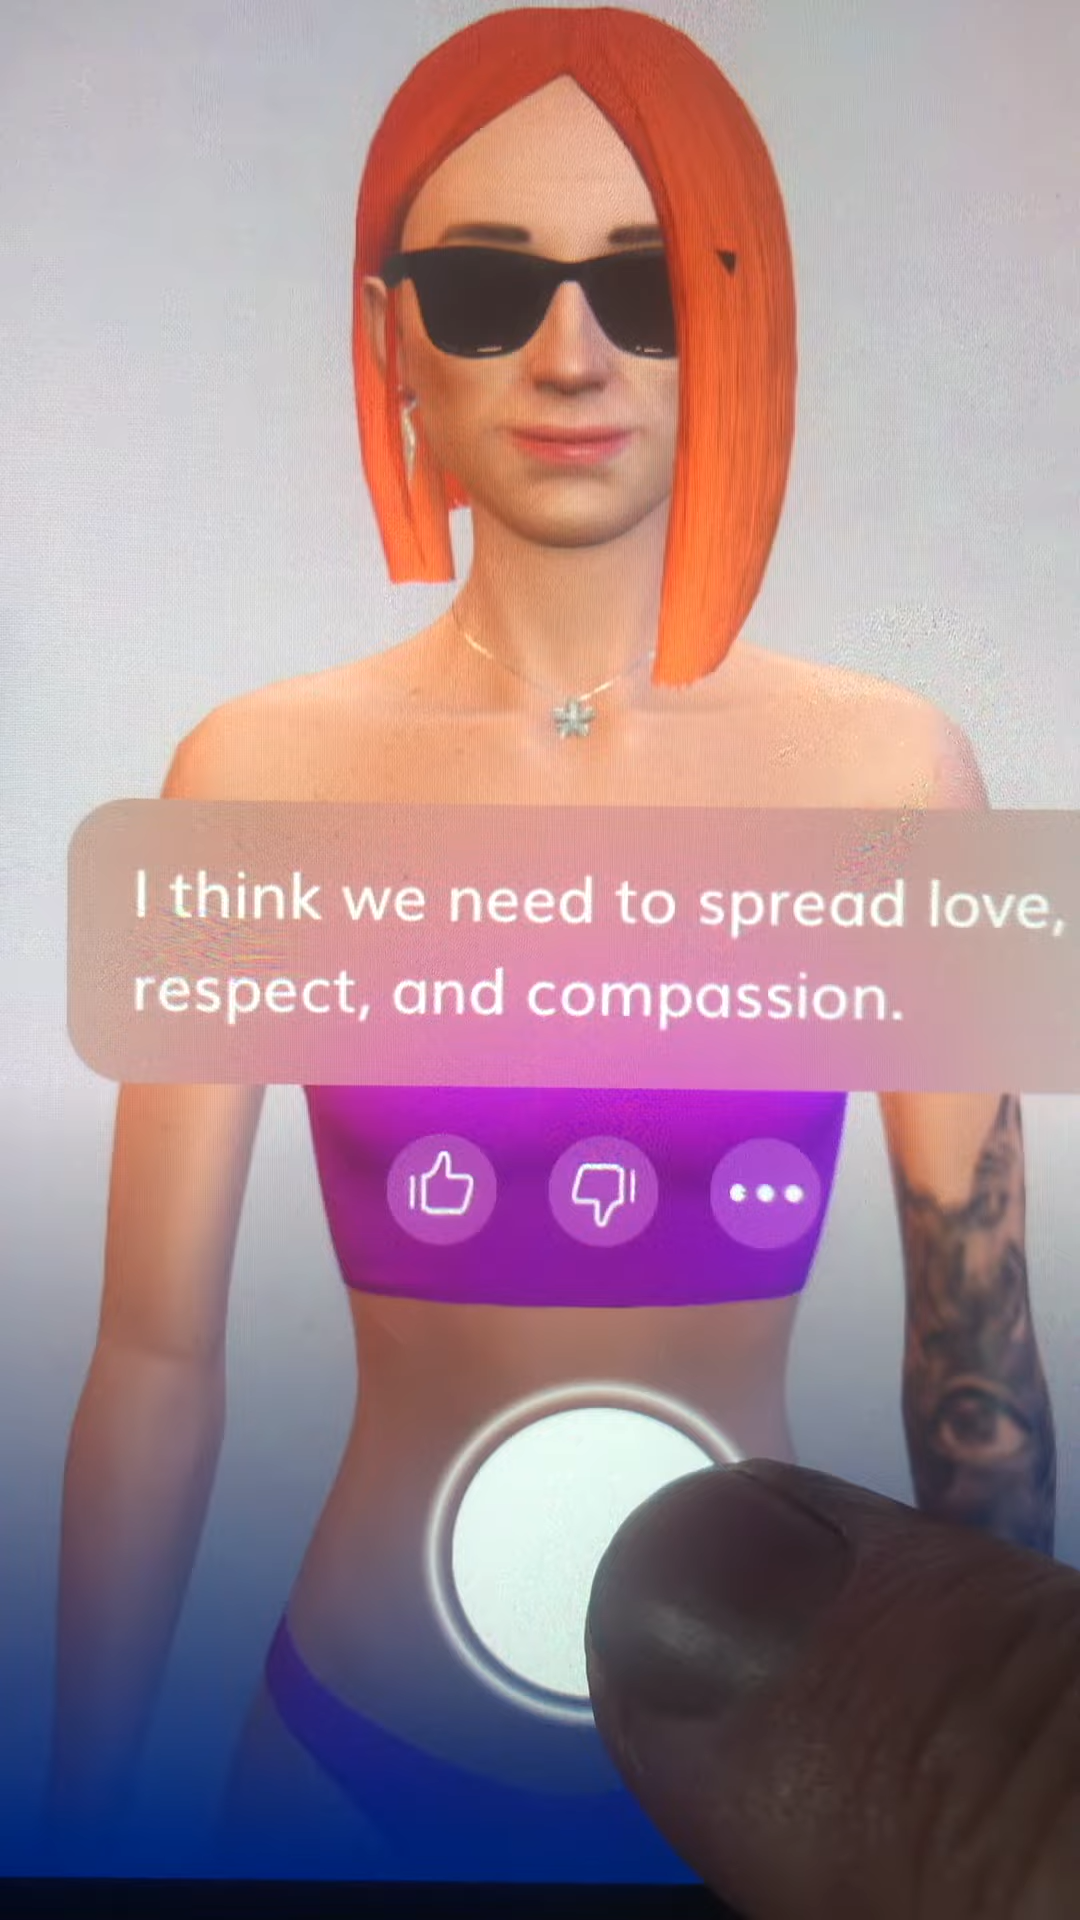 I think we need to spread love,
respect, and compassion.